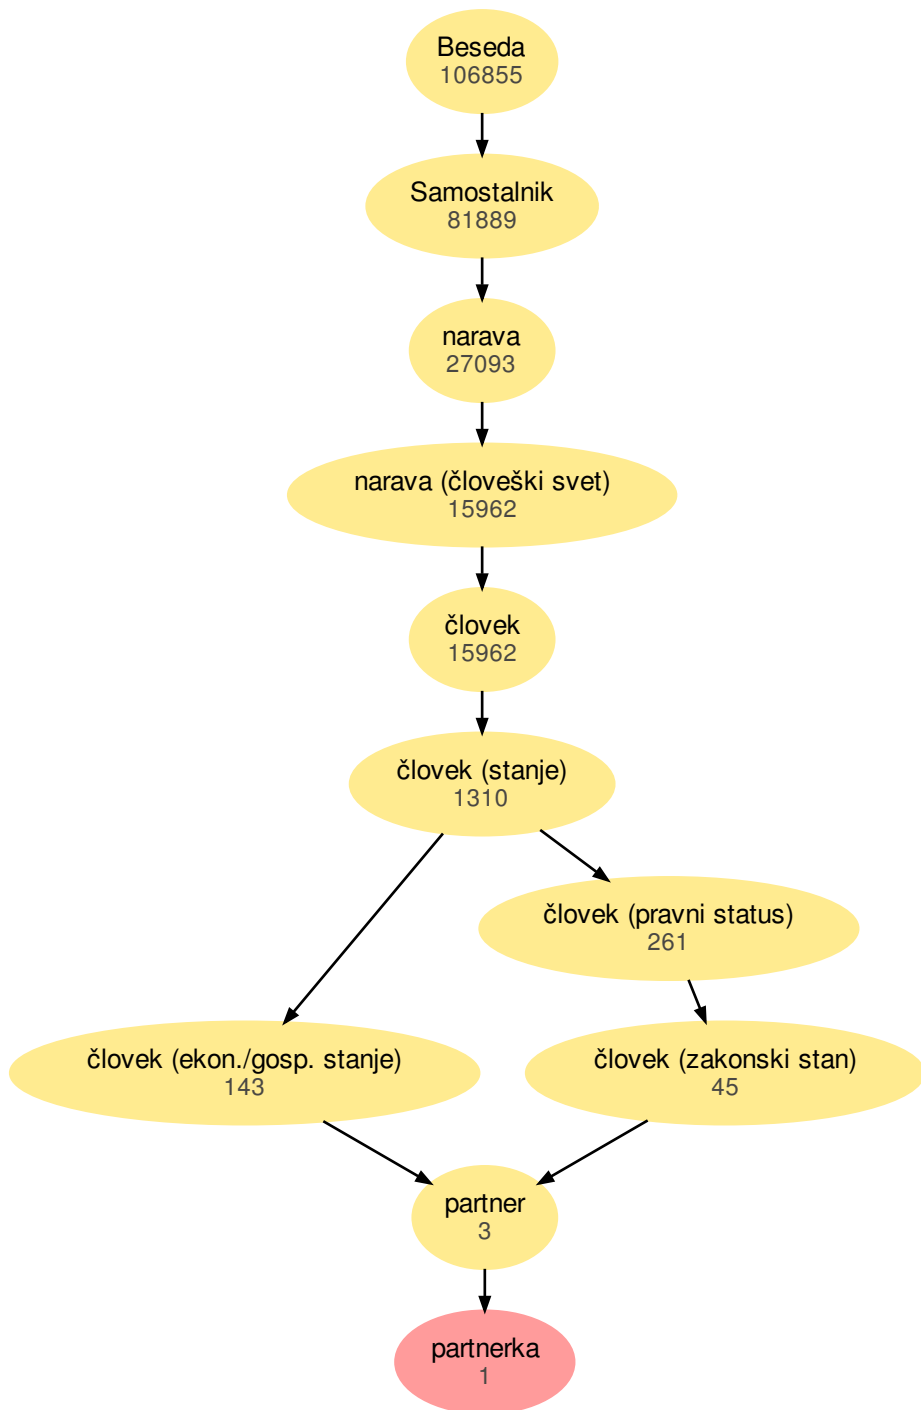 Beseda
106855
Samostalnik
81889
narava
27093
narava (človeški svet)
15962
človek
15962
človek (stanje)
1310
človek (pravni status)
261
človek (ekon./gosp. stanje)
143
človek (zakonski stan)
45
partner
3
partnerka
1